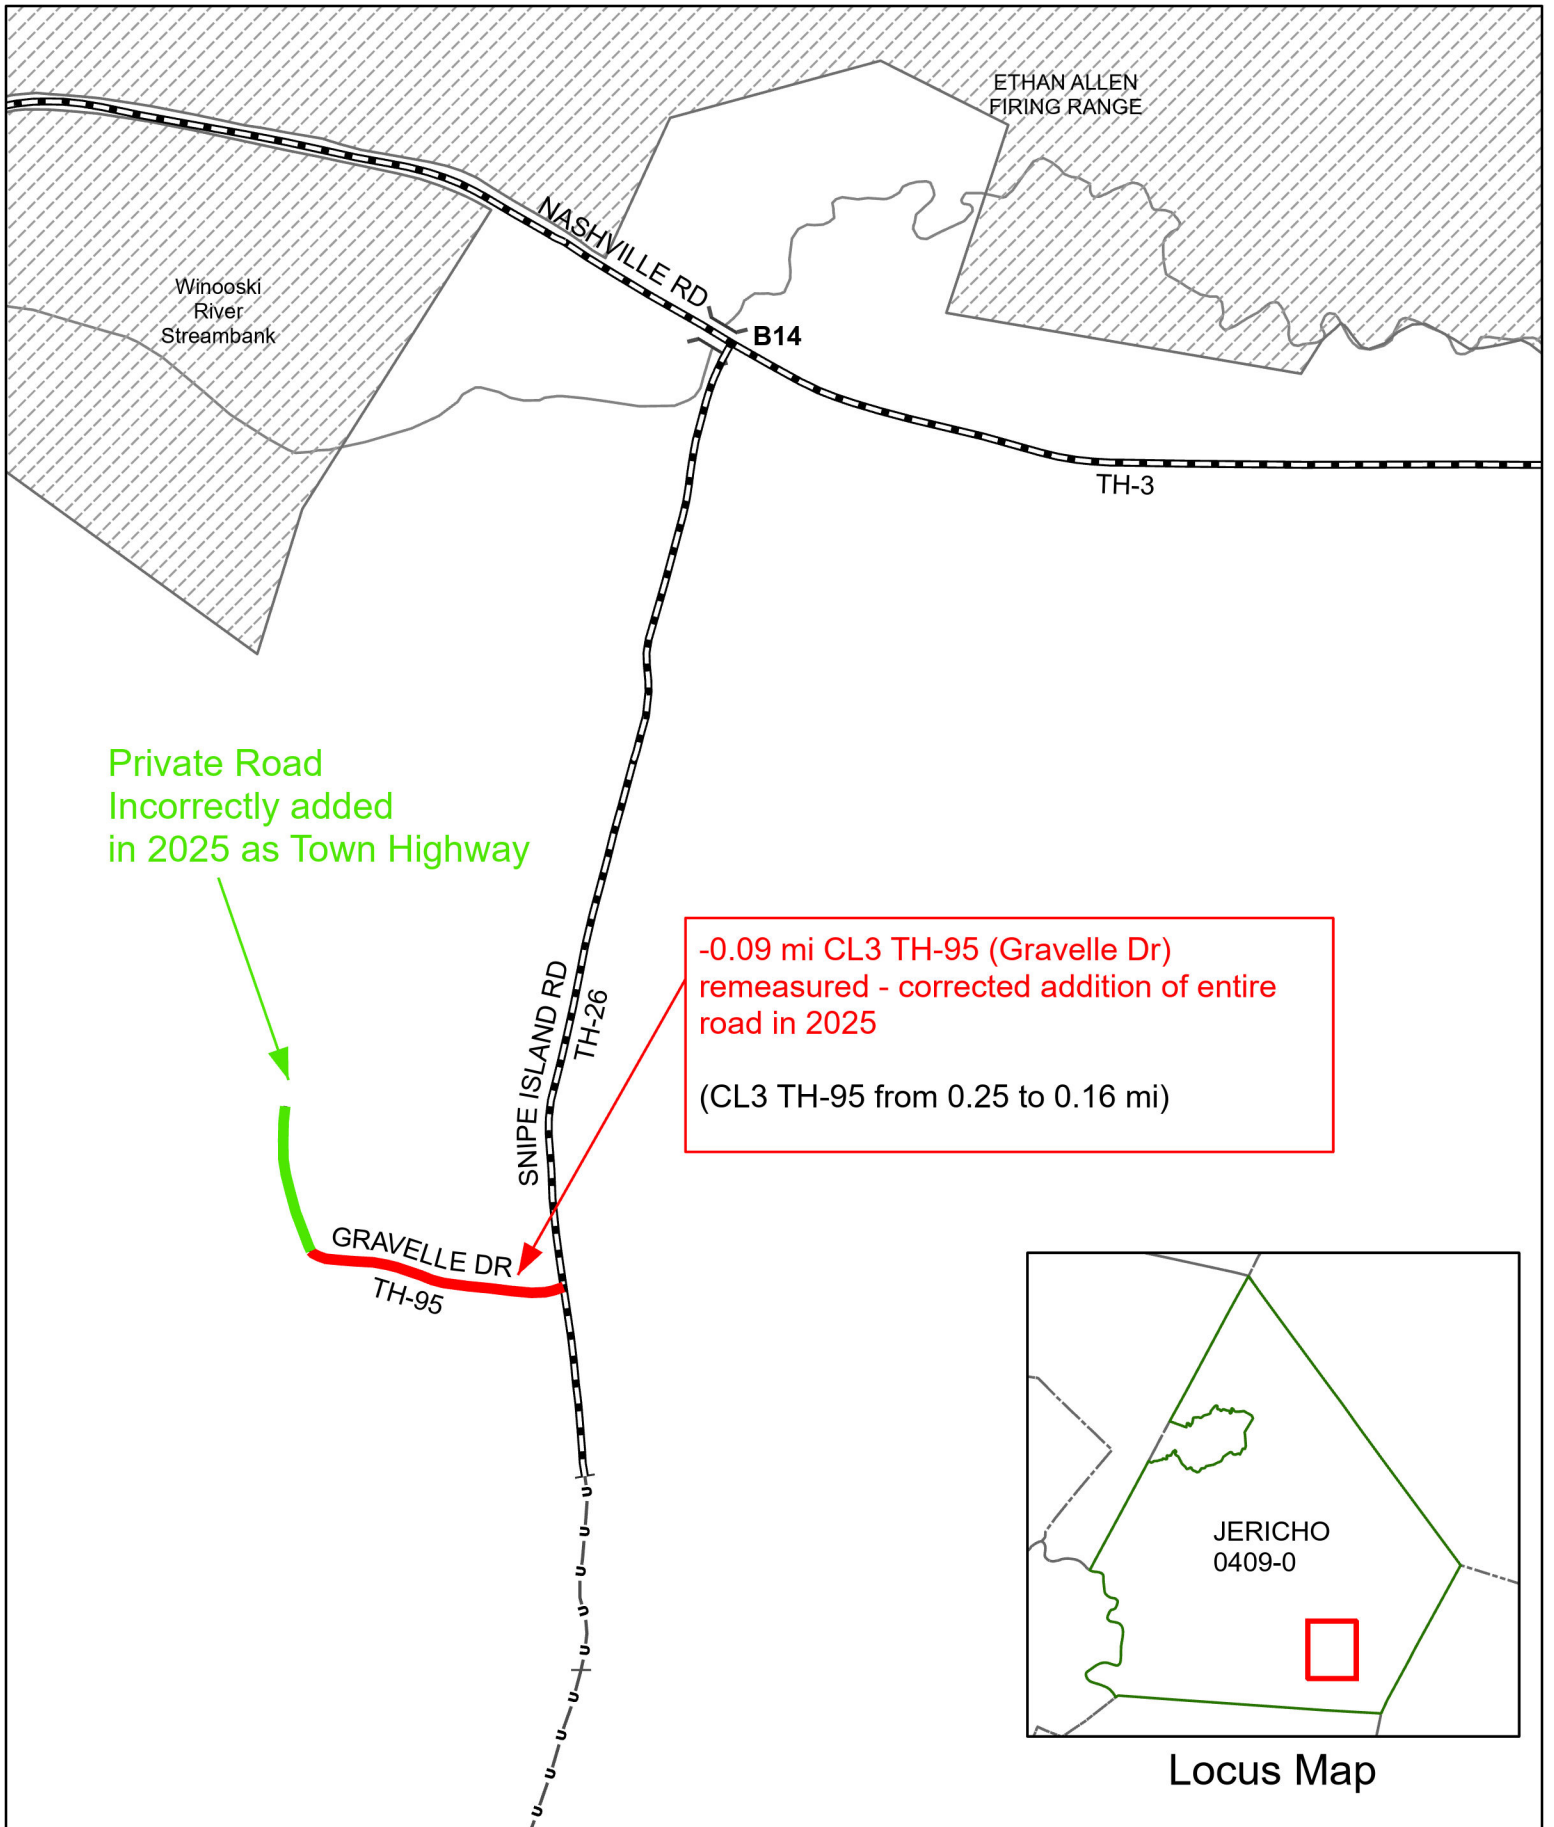 ETHAN ALLEN
FIRING RANGE
NASHVILLE RD
Winooski
River
Streambank
B14
TH-3
Private Road
Incorrectly added
in 2025 as Town Highway
-0.09 mi CL3 TH-95 (Gravelle Dr)
remeasured - corrected addition of entire
road in 2025
(CL3 TH-95 from 0.25 to 0.16 mi)
SNIPE ISLAND RD
TH-26
GRAVELLE DR
TH-95
JERICHO
0409-0
Locus Map